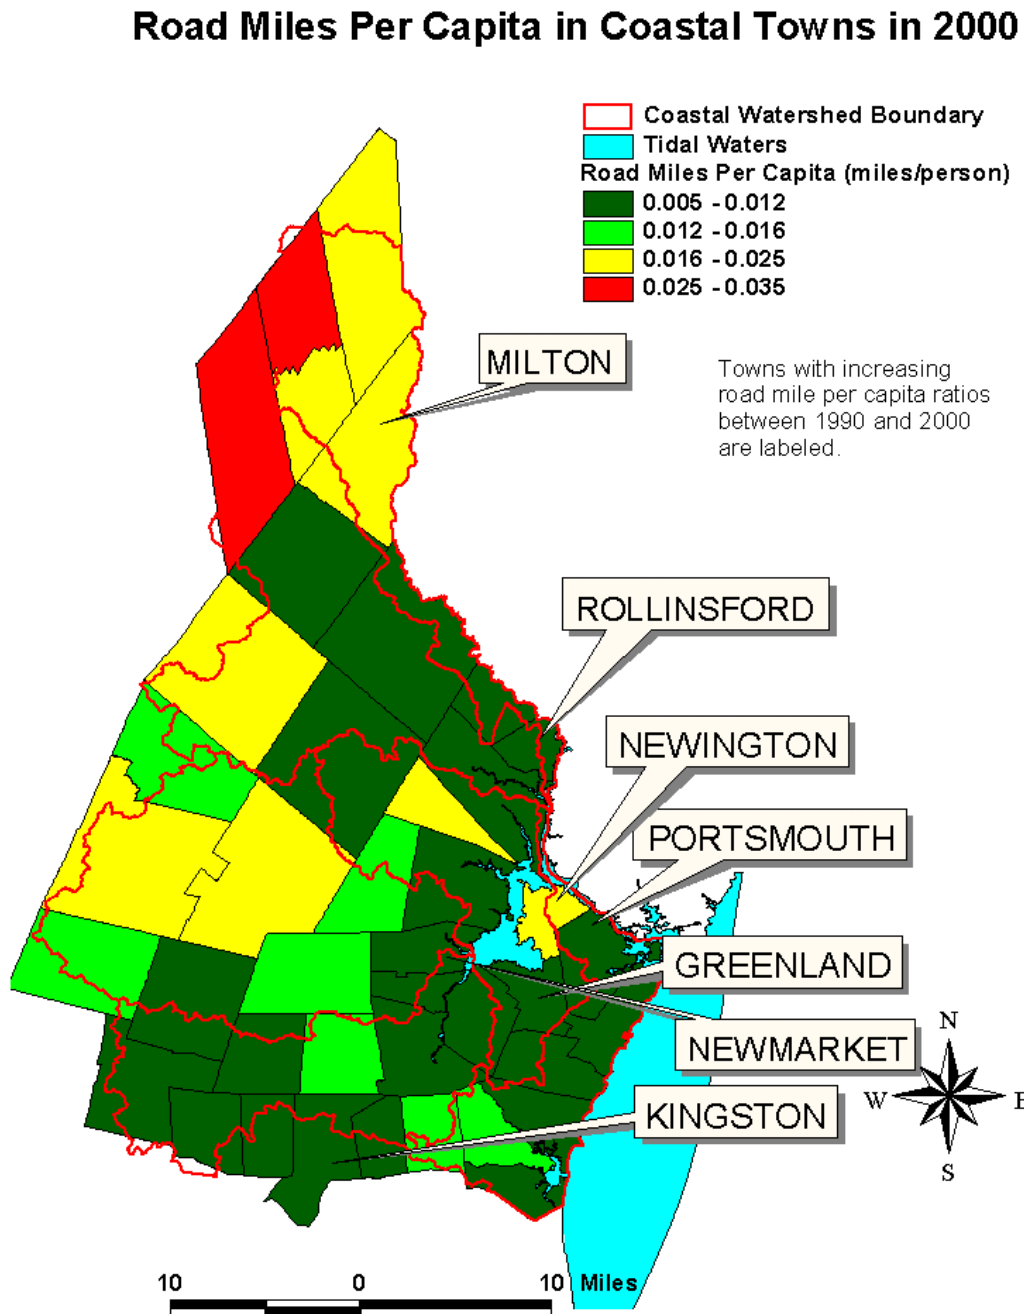 Road Miles Per Capita in Coastal Towns in 2000
Coastal Watershed Boundary
Tidal Waters
Road Miles Per Capita (miles/person)
0.005 - 0.012
0.012 - 0.016
0.016 - 0.025
0.025 - 0.035
Towns with increasing
road mile per capita ratios
between 1990 and 2000
are labeled.
MILTON
ROLLINSFORD
NEWINGTON
PORTSMOUTH
GREENLAND
NEWMARKET
KINGSTON
N
W E
S
10 0 10 Miles